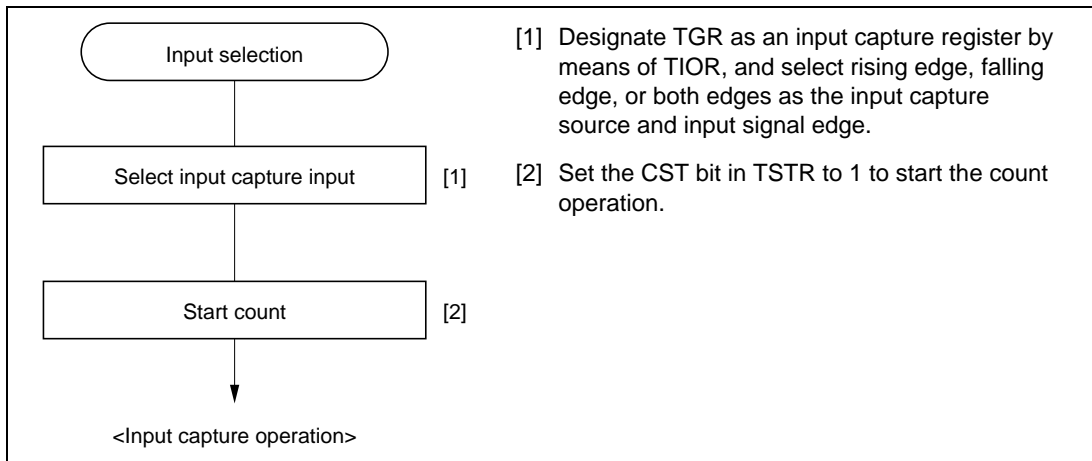 Input selection
Select input capture input [1]
Start count [2]
<Input capture operation>
[1] Designate TGR as an input capture register by
means of TIOR, and select rising edge, falling
edge, or both edges as the input capture
source and input signal edge.
[2] Set the CST bit in TSTR to 1 to start the count
operation.